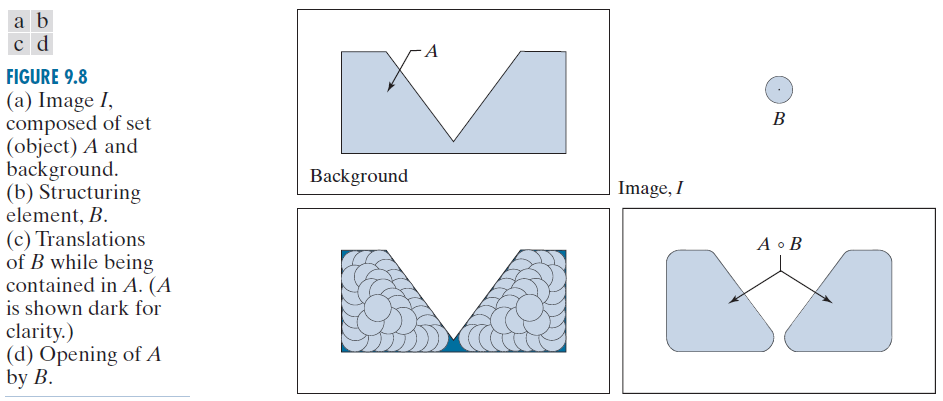 a b
c d
FIGURE 9.8
(a) Image I,
composed of set
(object) A and
background.
(b) Structuring
element, B.
(c) Translations
of B while being
contained in A. (A
is shown dark for
clarity.)
(d) Opening of A
by B.
A
Background
B
Image, I
A ∘ B